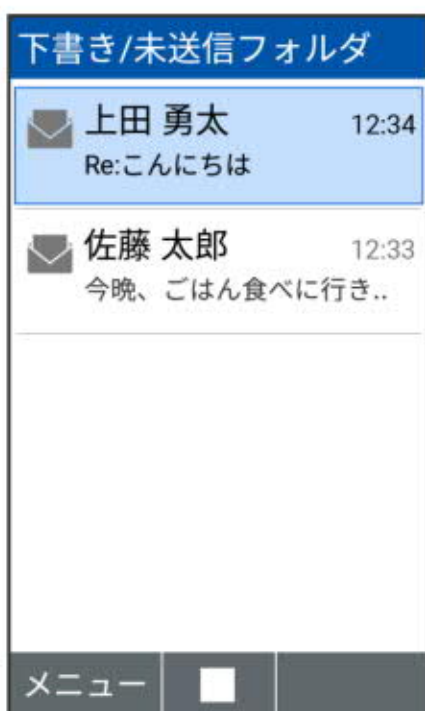 下書き/未送信フォルダ
上田 勇太 12:34
Re:こんにちは
佐藤 太郎 12:33
今晩、ごはん食べに行き..
メニュー